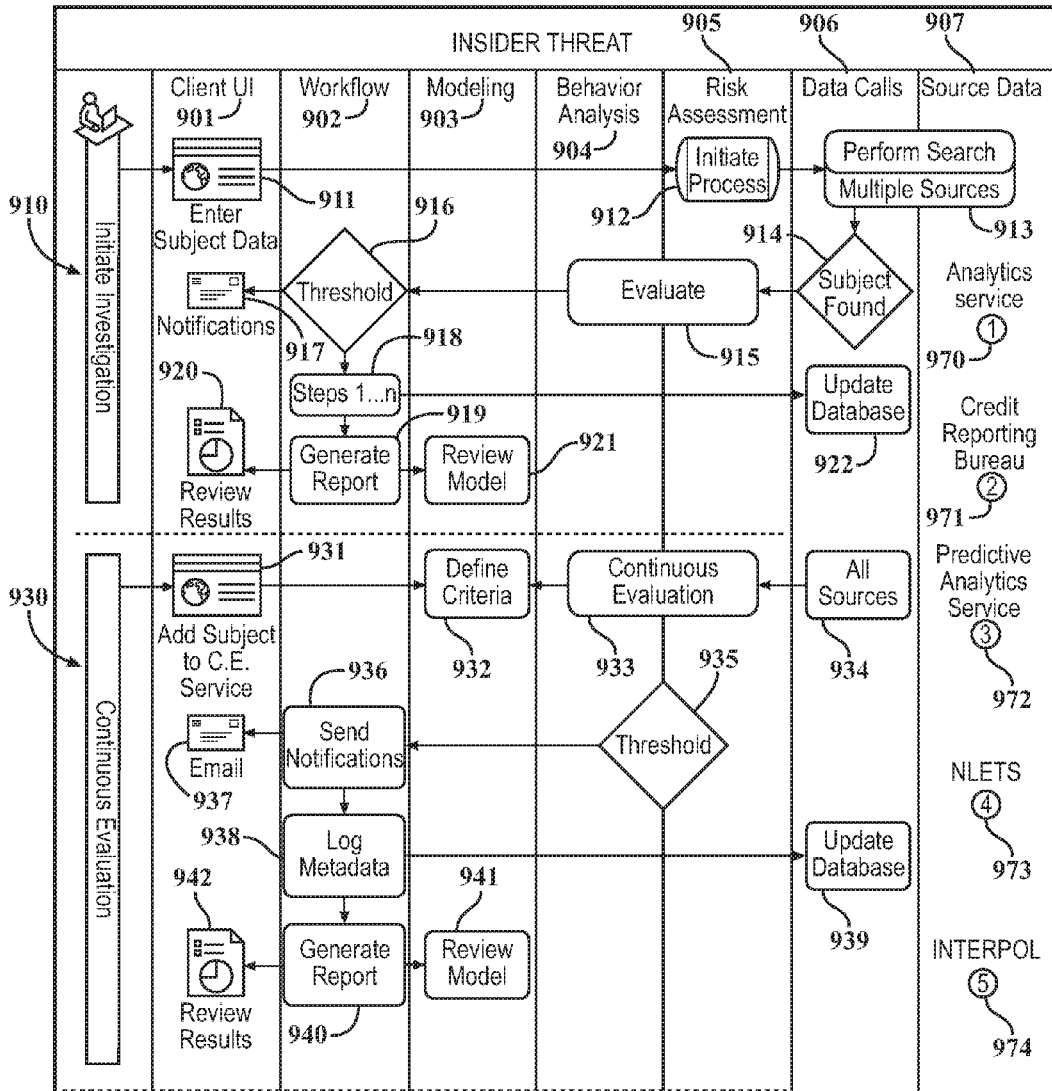 905
906
907
INSIDER THREAT
Client UI
901
Workflow
902
Modeling
903
Behavior
Analysis
904
Risk
Assessment
Data Calls
Source Data
910
Initiate Investigation
911
Enter
Subject Data
Initiate
Process
912
Perform Search
Multiple Sources
913
916
914
Threshold
Evaluate
Subject
Found
Notifications
917
915
Analytics
service
1
970
918
920
Steps 1...n
919
Update
Database
922
Generate
Report
Review
Model
921
Review
Results
Credit
Reporting
Bureau
2
971
930
Continuous Evaluation
931
Add Subject
to C.E.
Service
Define
Criteria
932
Continuous
Evaluation
933
All
Sources
934
Predictive
Analytics
Service
3
972
936
935
Send
Notifications
Threshold
Email
937
NLETS
4
973
938
Log
Metadata
Update
Database
939
942
941
Generate
Report
Review
Model
940
Review
Results
INTERPOL
5
974